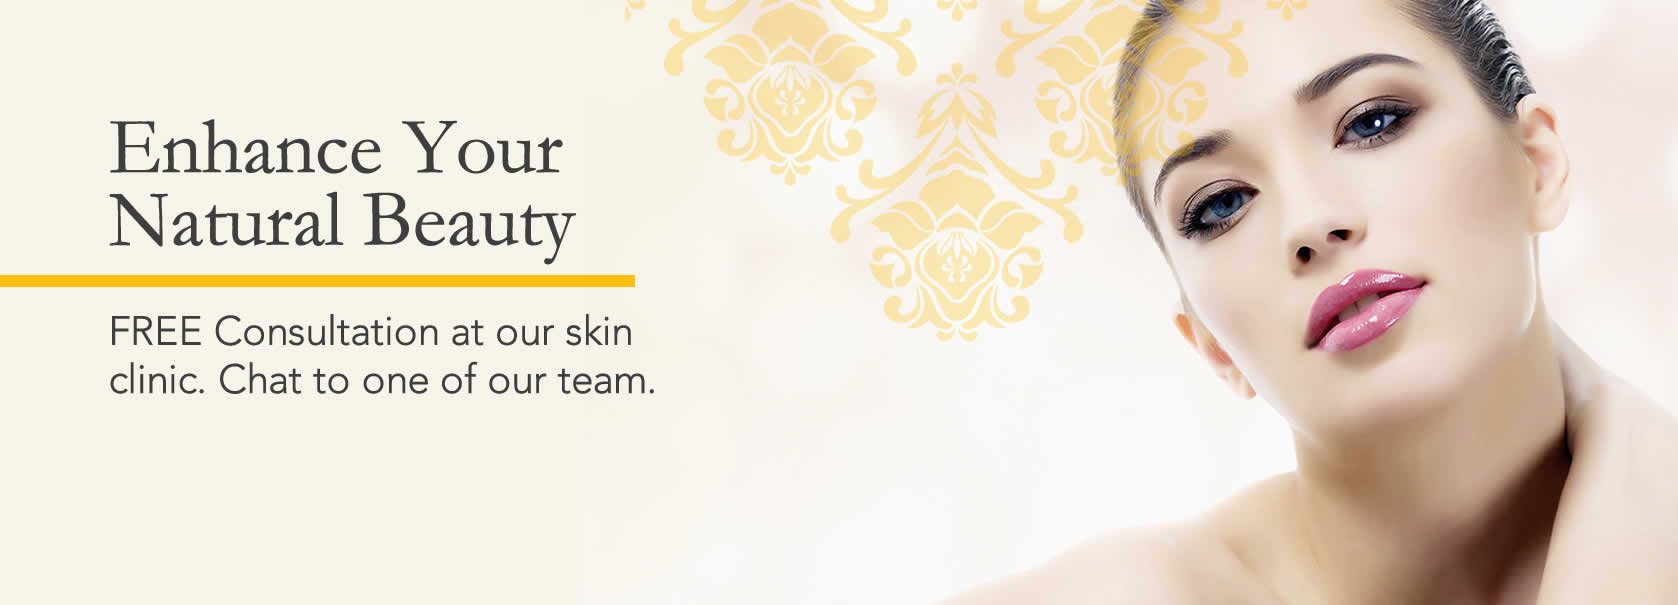 Enhance Your
Natural Beauty
FREE Consultation at our skin
clinic. Chat to one of our team.